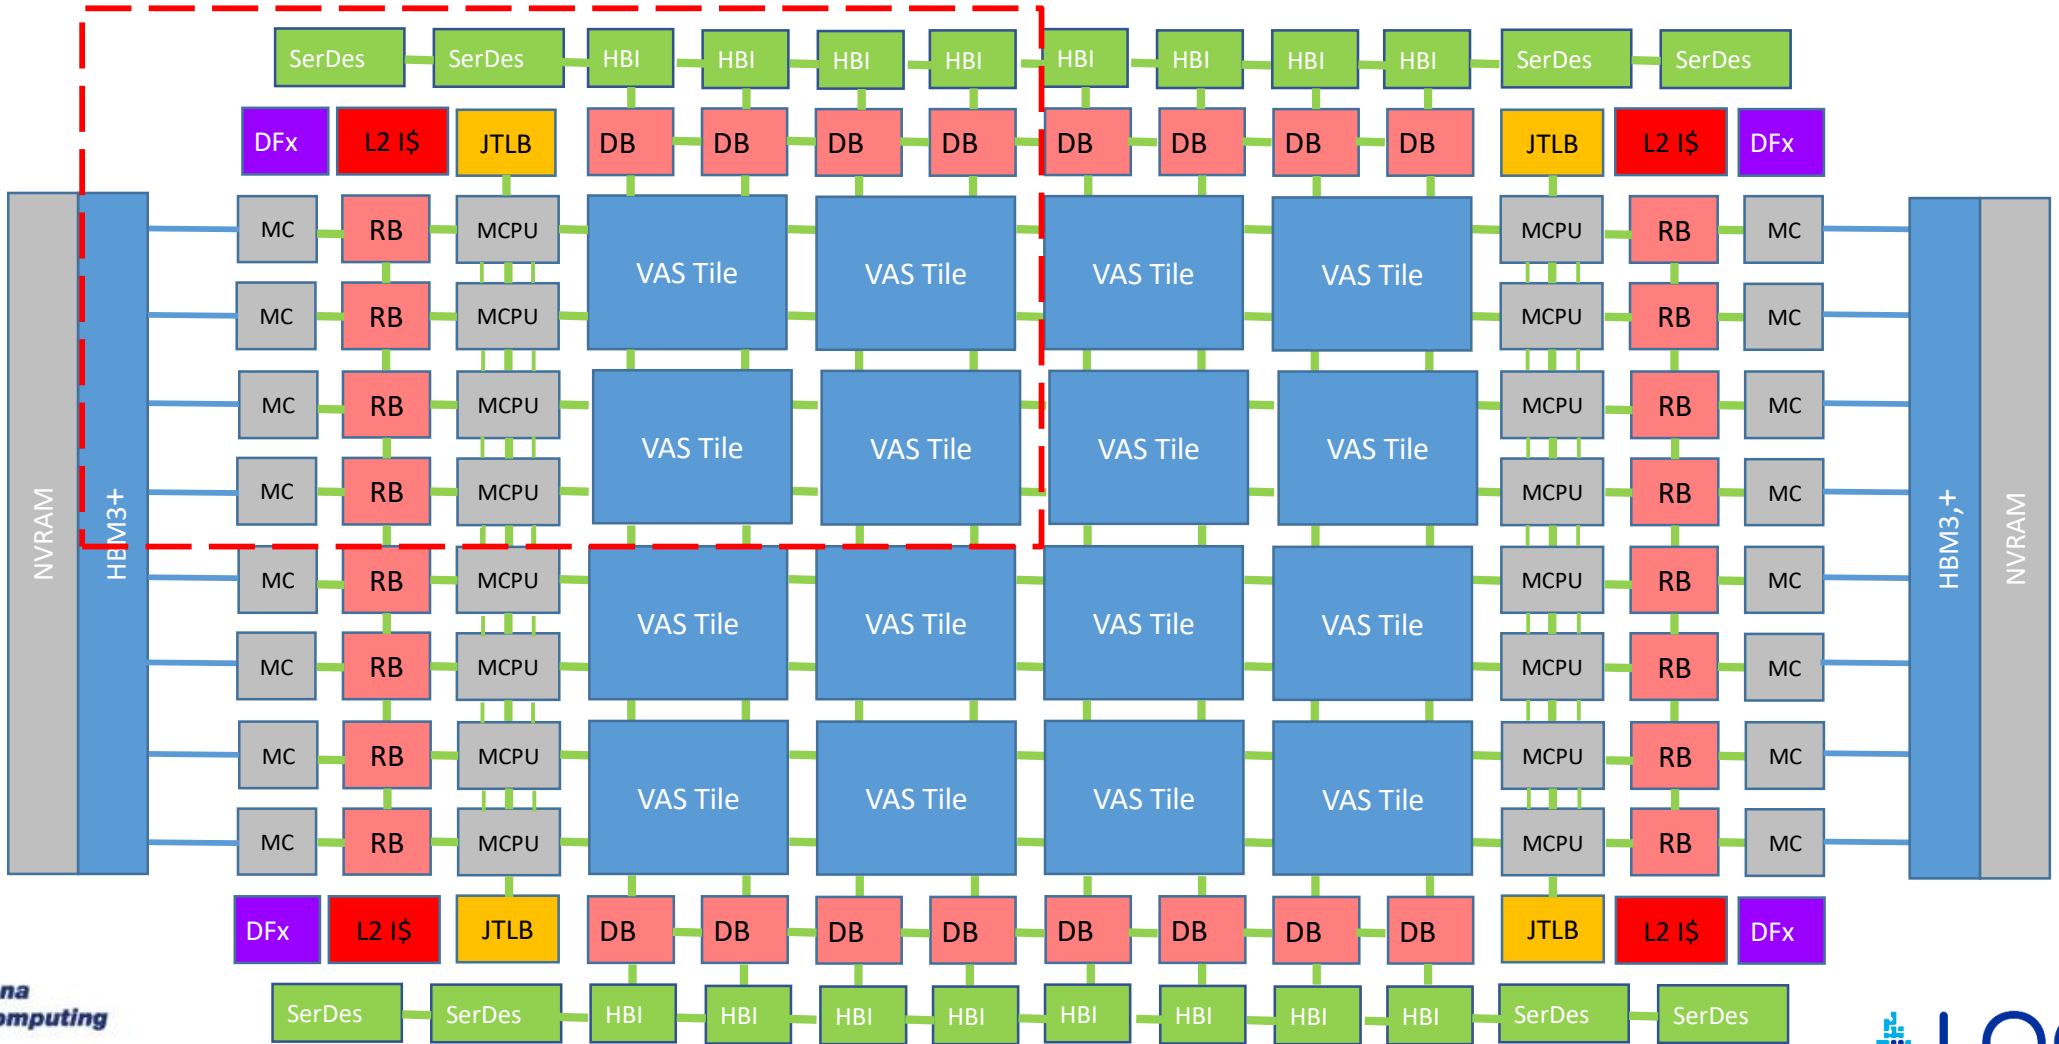 SerDes SerDes HBI HBI HBI HBI HBI HBI HBI HBI SerDes SerDes
DFx L2 I$ JTLB DB DB DB DB DB DB DB DB JTLB L2 I$ DFx
MC RB MCPU MCPU RB MC
VAS Tile VAS Tile VAS Tile VAS Tile
MC RB MCPU MCPU RB MC
MC RB MCPU MCPU RB MC
VAS Tile VAS Tile VAS Tile VAS Tile
MC RB MCPU MCPU RB MC
NVRAM HBM3+ HBM3,+ NVRAM
MC RB MCPU MCPU RB MC
VAS Tile VAS Tile VAS Tile VAS Tile
MC RB MCPU MCPU RB MC
MC RB MCPU MCPU RB MC
VAS Tile VAS Tile VAS Tile VAS Tile
MC RB MCPU MCPU RB MC
DFx L2 I$ JTLB DB DB DB DB DB DB DB DB JTLB L2 I$ DFx
SerDes SerDes HBI HBI HBI HBI HBI HBI HBI HBI SerDes SerDes
na
omputing